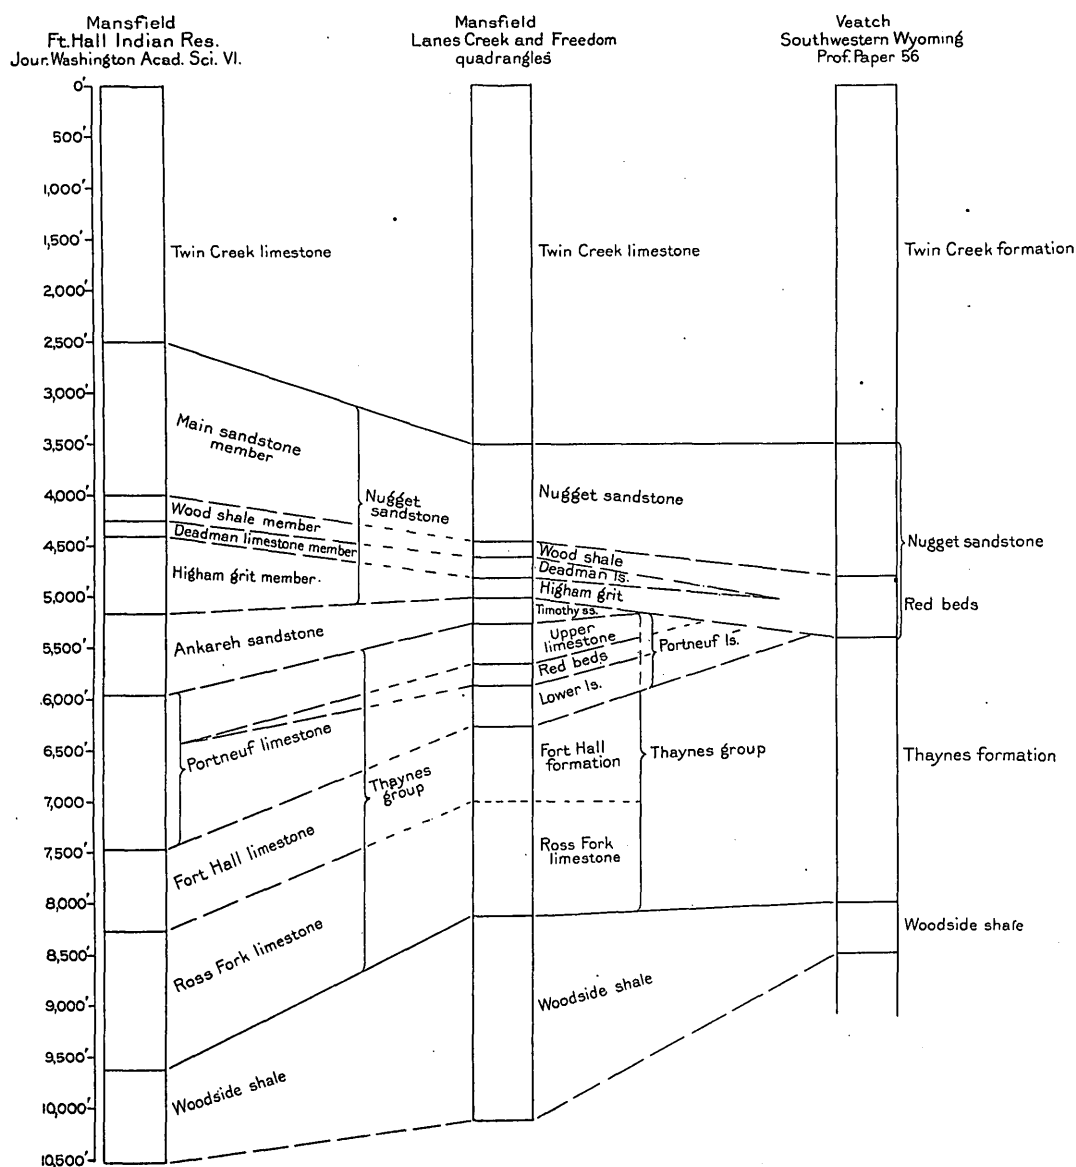 Mansfield
Ft.Hall Indian Res.
Jour.Washington Acad. Sci. VI.
Mansfield
Lanes Creek and Freedom
quadrangles
Veatch
Southwestern Wyoming
Prof.Paper 56
0'
500'
1,000'
1,500'
2,000'
2,500'
3,000'
3,500'
4,000'
4,500'
5,000'
5,500'
6,000'
6,500'
7,000'
7,500'
8,000'
8,500'
9,000'
9,500'
10,000'
10,500'
Twin Creek limestone
Main sandstone
member
Wood shale member
Deadman limestone member
Higham grit member
Nugget
sandstone
Ankareh sandstone
Portneuf limestone
Thaynes
group
Fort Hall limestone
Ross Fork limestone
Woodside shale
Twin Creek limestone
Nugget sandstone
Wood shale
Deadman ls.
Higham grit
Timothy ss.
Upper
limestone
Red beds
Lower ls.
Portneuf ls.
Fort Hall
formation
Thaynes group
Ross Fork
limestone
Woodside shale
Twin Creek formation
Nugget sandstone
Red beds
Thaynes formation
Woodside shale